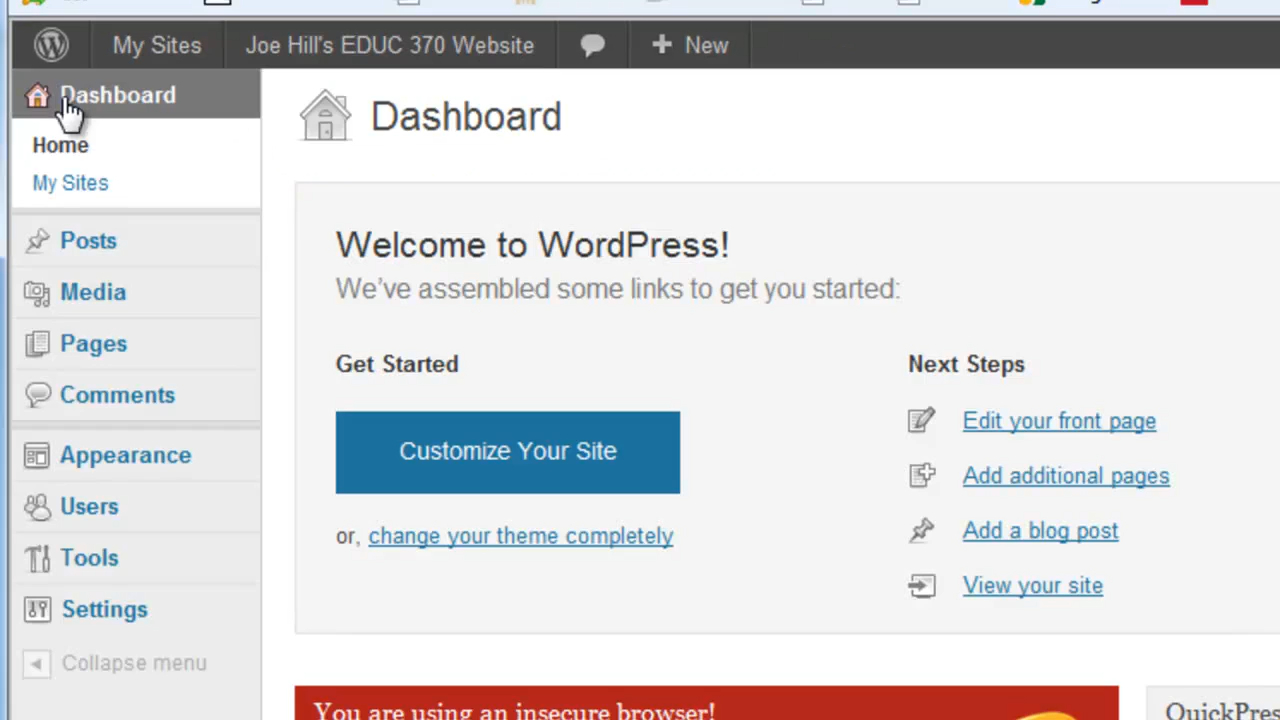 My Sites
Joe Hill's EDUC 370 Website
New
Dashboard
Home
My Sites
Posts
Media
Pages
Comments
Appearance
Users
Tools
Settings
Collapse menu
Dashboard
Welcome to WordPress!
We've assembled some links to get you started:
Get Started
Customize Your Site
or, change your theme completely
Next Steps
Edit your front page
Add additional pages
Add a blog post
View your site
You are using an insecure browser!
QuickPres